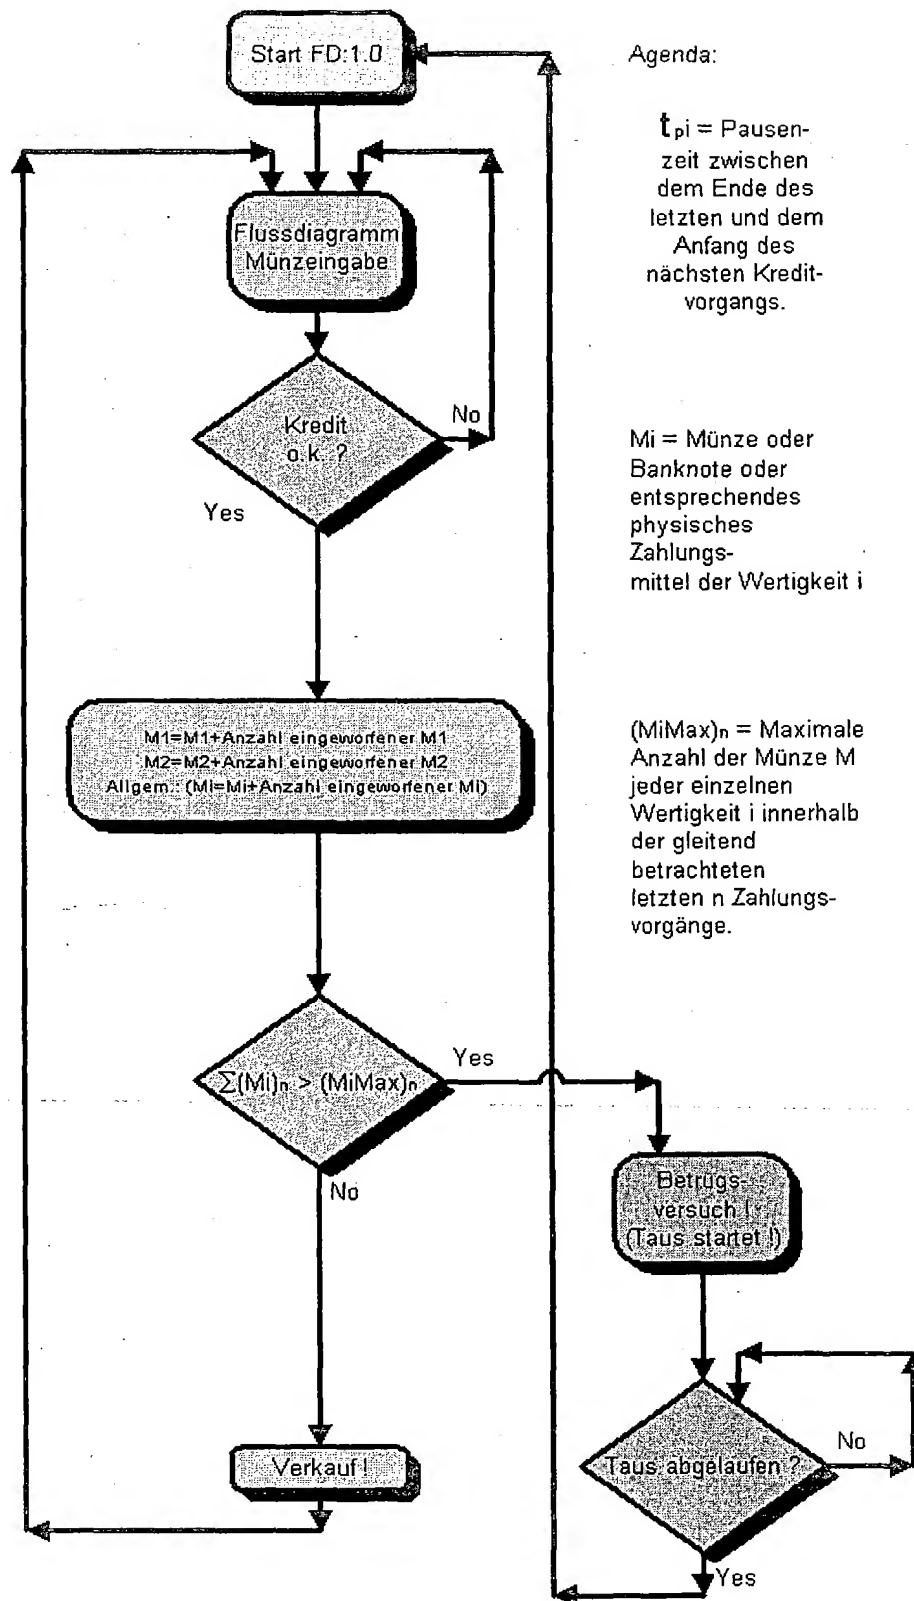 Start FD:1.0
Agenda:
tpi = Pausen-
zeit zwischen
dem Ende des
letzten und dem
Anfang des
nächsten Kredit-
vorgangs.
Flussdiagramm
Münzeingabe
Kredit
o.k. ?
No
Yes
Mi = Münze oder
Banknote oder
entsprechendes
physisches
Zahlungs-
mittel der Wertigkeit i
M1=M1+Anzahl eingeworfener M1
M2=M2+Anzahl eingeworfener M2
Allgem.: (Mi=Mi+Anzahl eingeworfener Mi)
(MiMax)n = Maximale
Anzahl der Münze M
jeder einzelnen
Wertigkeit i innerhalb
der gleitend
betrachteten
letzten n Zahlungs-
vorgänge.
∑(Mi)n > (MiMax)n
Yes
No
Betrugs-
versuch !
(Taus startet !)
Taus abgelaufen ?
No
Yes
Verkauf !